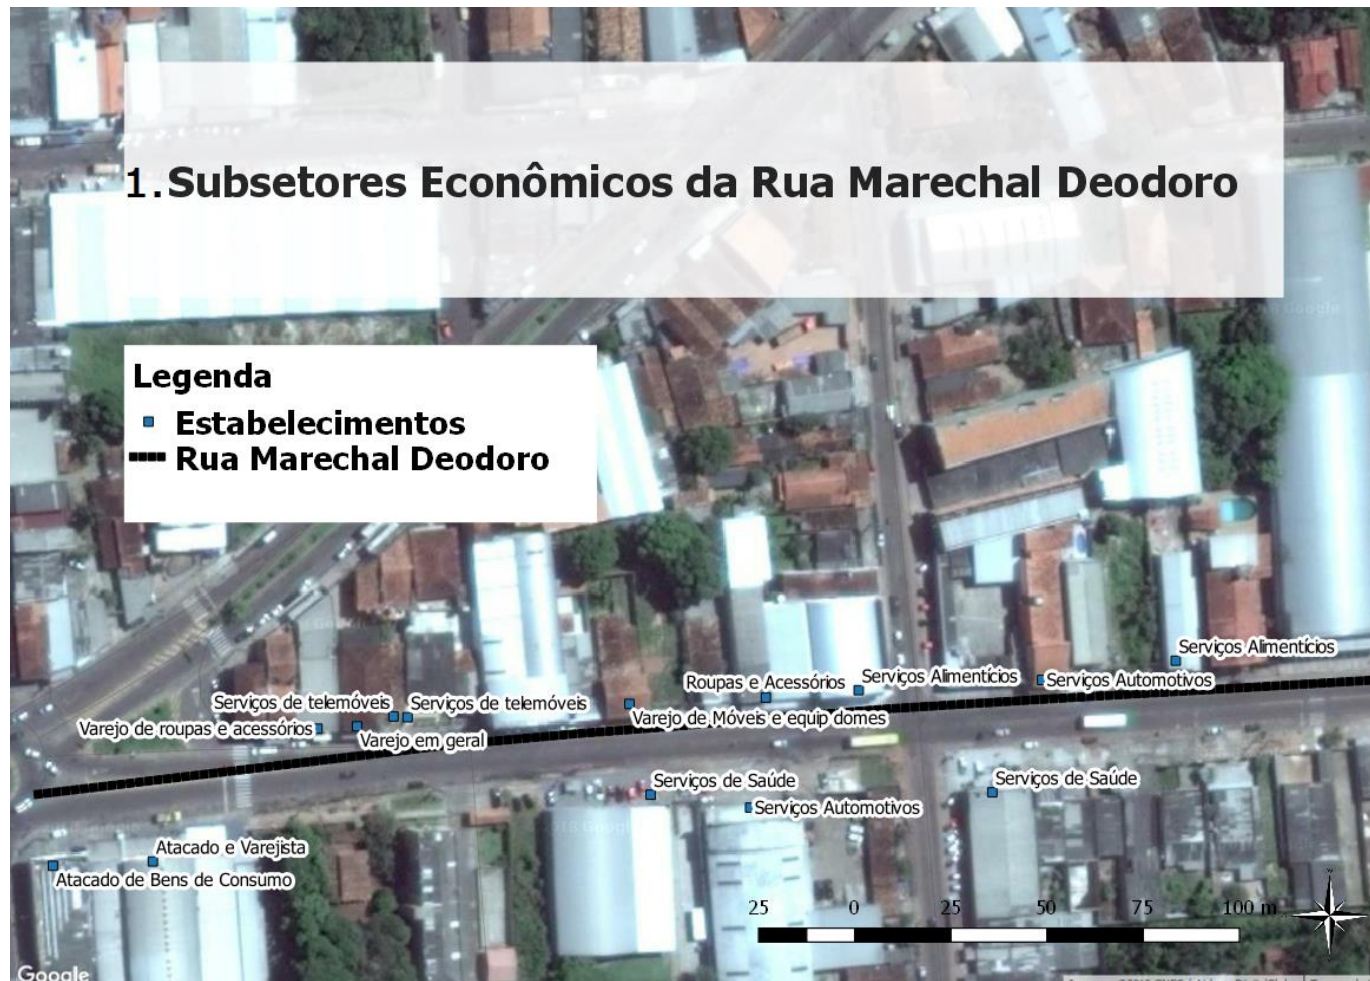 1. Subsetores Econômicos da Rua Marechal Deodoro
Legenda
Estabelecimentos
Rua Marechal Deodoro
Serviços Alimentícios
Roupas e Acessórios
Serviços Alimentícios
Serviços Automotivos
Serviços de telemóveis
Serviços de telemóveis
Varejo de Móveis e equip domes
Varejo de roupas e acessórios
Varejo em geral
Serviços de Saúde
Serviços de Saúde
Serviços Automotivos
Atacado e Varejista
Atacado de Bens de Consumo
25 0 25 50 75 100 m
Google